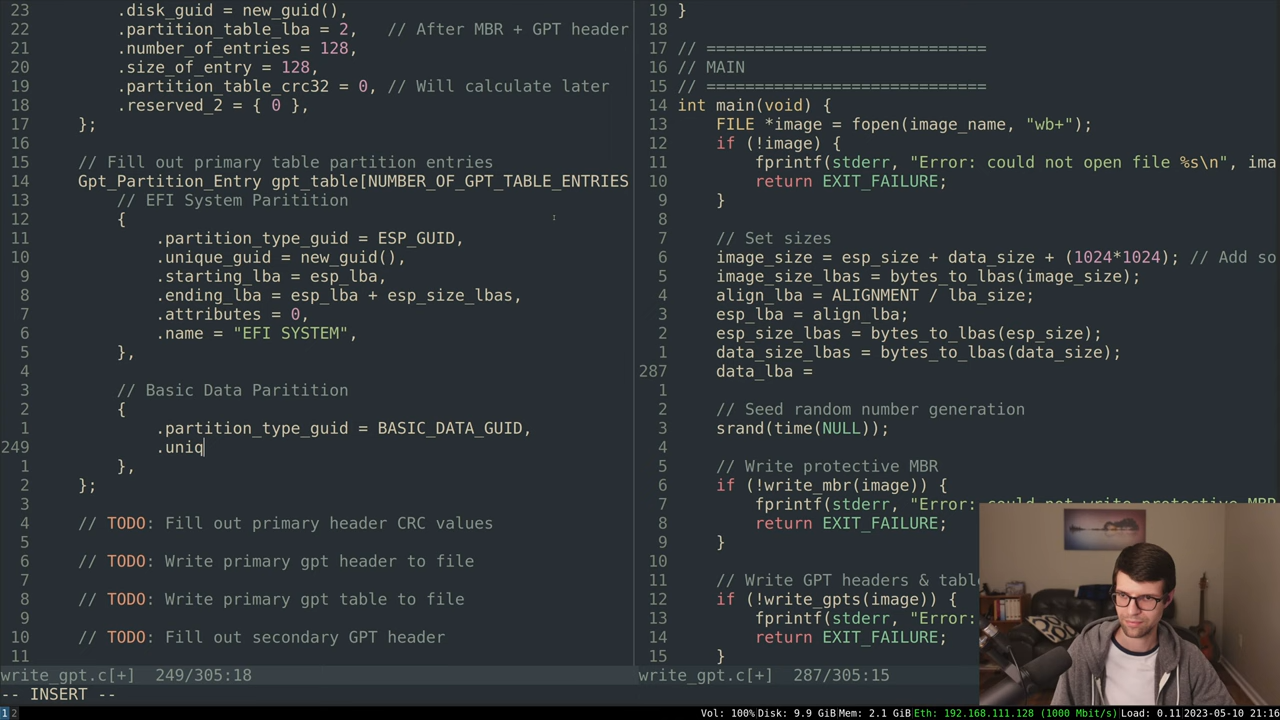 23         .disk_guid = new_guid(),
22         .partition_table_lba = 2,   // After MBR + GPT header
21         .number_of_entries = 128,
20         .size_of_entry = 128,
19         .partition_table_crc32 = 0, // Will calculate later
18         .reserved_2 = { 0 },
17     };
16
15     // Fill out primary table partition entries
14     Gpt_Partition_Entry gpt_table[NUMBER_OF_GPT_TABLE_ENTRIES
13         // EFI System Paritition
12         {
11             .partition_type_guid = ESP_GUID,
10             .unique_guid = new_guid(),
9             .starting_lba = esp_lba,
8             .ending_lba = esp_lba + esp_size_lbas,
7             .attributes = 0,
6             .name = "EFI SYSTEM",
5         },
4
3         // Basic Data Paritition
2         {
1             .partition_type_guid = BASIC_DATA_GUID,
249             .uniq
1         },
2     };
3
4     // TODO: Fill out primary header CRC values
5
6     // TODO: Write primary gpt header to file
7
8     // TODO: Write primary gpt table to file
9
10     // TODO: Fill out secondary GPT header
11
write_gpt.c[+]   249/305:18
-- INSERT --
19 }
18
17 // =============================
16 // MAIN
15 // =============================
14 int main(void) {
13     FILE *image = fopen(image_name, "wb+");
12     if (!image) {
11         fprintf(stderr, "Error: could not open file %s\n", ima
10         return EXIT_FAILURE;
9     }
8
7     // Set sizes
6     image_size = esp_size + data_size + (1024*1024); // Add so
5     image_size_lbas = bytes_to_lbas(image_size);
4     align_lba = ALIGNMENT / lba_size;
3     esp_lba = align_lba;
2     esp_size_lbas = bytes_to_lbas(esp_size);
1     data_size_lbas = bytes_to_lbas(data_size);
287     data_lba =
1
2     // Seed random number generation
3     srand(time(NULL));
4
5     // Write protective MBR
6     if (!write_mbr(image)) {
7         fprintf(stderr, "Error: could not write protective MBR
8         return EXIT_FAILURE;
9     }
10
11     // Write GPT headers & tabl
12     if (!write_gpts(image)) {
13         fprintf(stderr, "Error:
14         return EXIT_FAILURE;
15     }
write_gpt.c[+]   287/305:15
1 2
Vol: 100% Disk: 9.9 GiB Mem: 2.1 GiB Eth: 192.168.111.128 (1000 Mbit/s) Load: 0.11 2023-05-10 21:16